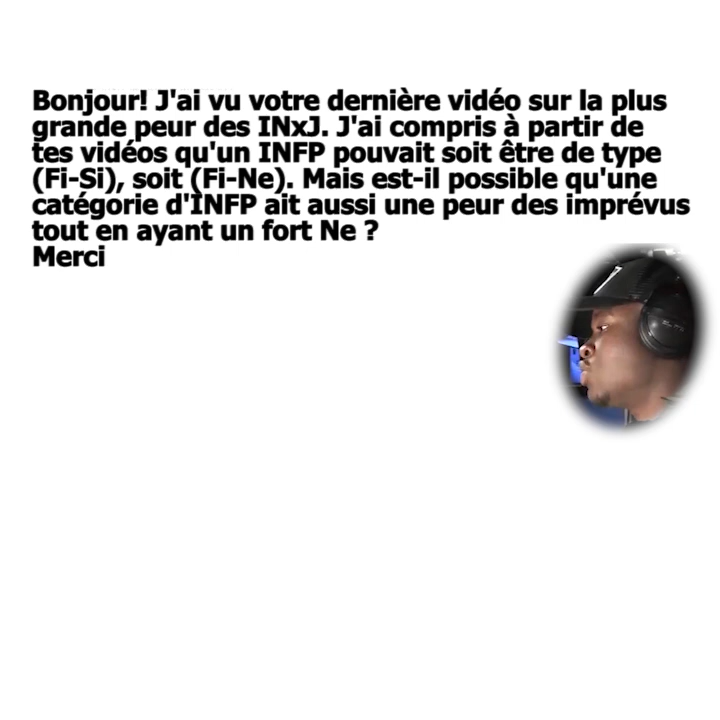 Bonjour! J'ai vu votre dernière vidéo sur la plus
grande peur des INxJ. J'ai compris à partir de
tes vidéos qu'un INFP pouvait soit être de type
(Fi-Si), soit (Fi-Ne). Mais est-il possible qu'une
catégorie d'INFP ait aussi une peur des imprévus
tout en ayant un fort Ne ?
Merci